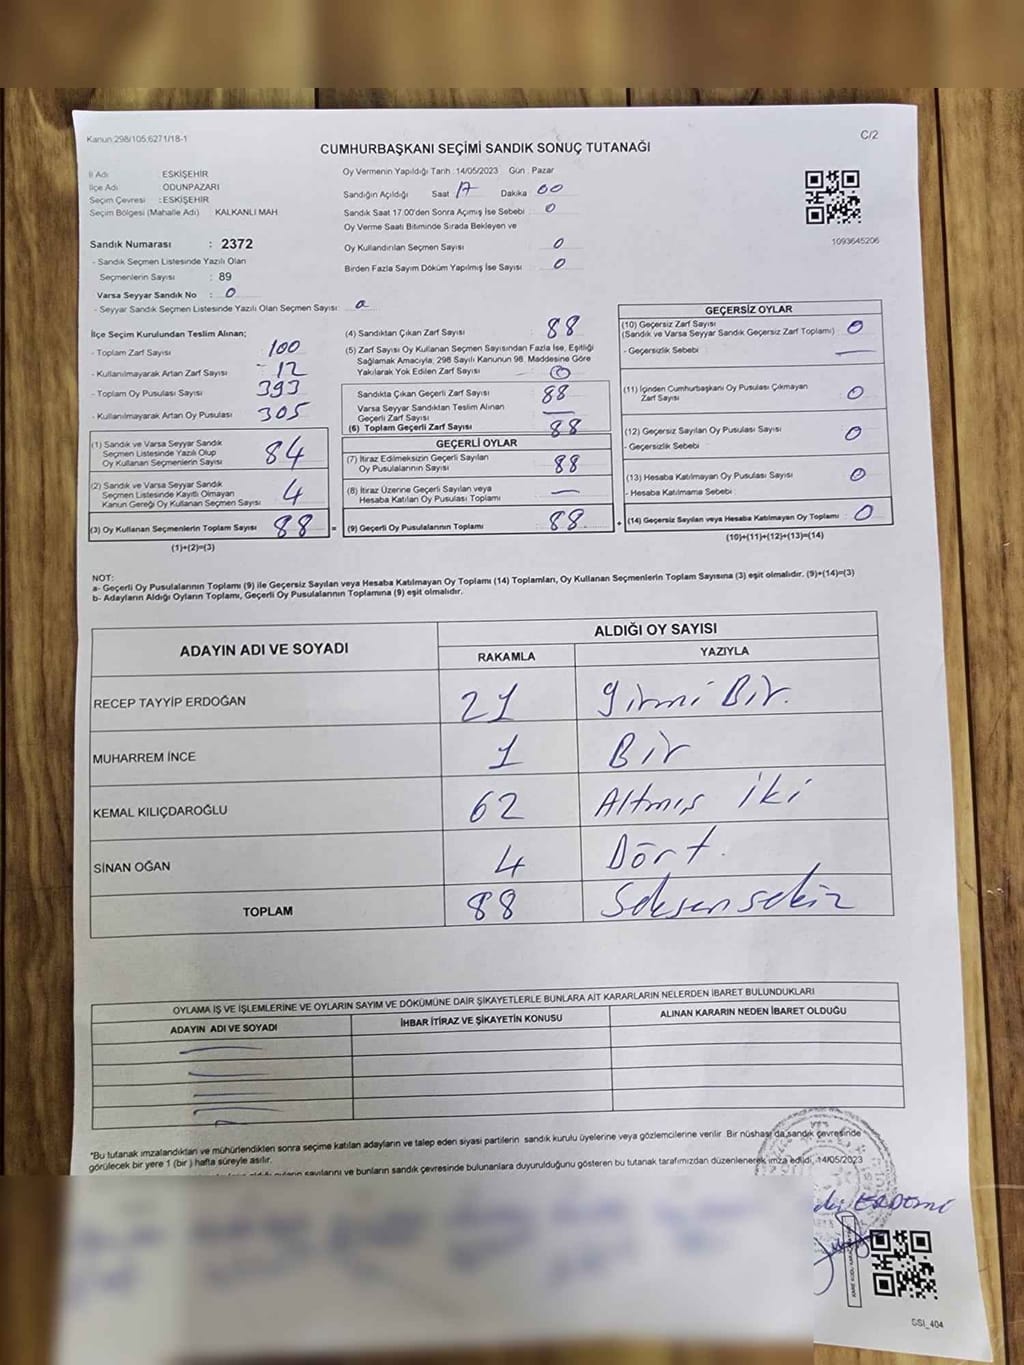 Kanun:298/105;6271/18-1
C/2
CUMHURBAŞKANI SEÇİMİ SANDIK SONUÇ TUTANAĞI
İl Adı : ESKİŞEHİR
İlçe Adı ODUNPAZARI
Seçim Çevresi : ESKİŞEHİR
Seçim Bölgesi (Mahalle Adı) KALKANLI MAH
Sandık Numarası : 2372
- Sandık Seçmen Listesinde Yazılı Olan
Seçmenlerin Sayısı : 89
Varsa Seyyar Sandık No : 0
- Seyyar Sandık Seçmen Listesinde Yazılı Olan Seçmen Sayısı: 0
Oy Vermenin Yapıldığı Tarih :14/05/2023 Gün : Pazar
Sandığın Açıldığı Saat 17 Dakika 00
Sandık Saat 17:00'den Sonra Açımış İse Sebebi : 0
Oy Verme Saati Bitiminde Sırada Bekleyen ve
Oy Kullandırılan Seçmen Sayısı 0
Birden Fazla Sayım Döküm Yapılmış İse Sayısı : 0
1093645206
İlçe Seçim Kurulundan Teslim Alınan;
- Toplam Zarf Sayısı 100
- Kullanılmayarak Artan Zarf Sayısı 12
- Toplam Oy Pusulası Sayısı 393
- Kullanılmayarak Artan Oy Pusulası 305
(1) Sandık ve Varsa Seyyar Sandık
Seçmen Listesinde Yazılı Olup
Oy Kullanan Seçmenlerin Sayısı 84
(2) Sandık ve Varsa Seyyar Sandık
Seçmen Listesinde Kayıtlı Olmayan
Kanun Gereği Oy Kullanan Seçmen Sayısı 4
(3) Oy Kullanan Seçmenlerin Toplam Sayısı 88
(1)+(2)=(3)
(4) Sandıktan Çıkan Zarf Sayısı 88
(5) Zarf Sayısı Oy Kullanan Seçmen Sayısından Fazla İse, Eşitliği
Sağlamak Amacıyla, 298 Sayılı Kanunun 98. Maddesine Göre
Yakılarak Yok Edilen Zarf Sayısı 0
Sandıkta Çıkan Geçerli Zarf Sayısı 88
Varsa Seyyar Sandıktan Teslim Alınan
Geçerli Zarf Sayısı
(6) Toplam Geçerli Zarf Sayısı 88
GEÇERLİ OYLAR
(7) İtiraz Edilmeksizin Geçerli Sayılan
Oy Pusulalarının Sayısı 88
(8) İtiraz Üzerine Geçerli Sayılan veya
Hesaba Katılan Oy Pusulası Toplamı —
= (9) Geçerli Oy Pusulalarının Toplamı 88
GEÇERSİZ OYLAR
(10) Geçersiz Zarf Sayısı
(Sandık ve Varsa Seyyar Sandık Geçersiz Zarf Toplamı) 0
- Geçersizlik Sebebi —
(11) İçinden Cumhurbaşkanı Oy Pusulası Çıkmayan
Zarf Sayısı 0
(12) Geçersiz Sayılan Oy Pusulası Sayısı 0
- Geçersizlik Sebebi
(13) Hesaba Katılmayan Oy Pusulası Sayısı 0
- Hesaba Katılmama Sebebi
+ (14) Geçersiz Sayılan veya Hesaba Katılmayan Oy Toplamı 0
(10)+(11)+(12)+(13)=(14)
NOT:
a- Geçerli Oy Pusulalarının Toplamı (9) ile Geçersiz Sayılan veya Hesaba Katılmayan Oy Toplamı (14) Toplamları, Oy Kullanan Seçmenlerin Toplam Sayısına (3) eşit olmalıdır. (9)+(14)=(3)
b- Adayların Aldığı Oyların Toplamı, Geçerli Oy Pusulalarının Toplamına (9) eşit olmalıdır.
ADAYIN ADI VE SOYADI ALDIĞI OY SAYISI
RAKAMLA YAZIYLA
RECEP TAYYİP ERDOĞAN 21 yirmi Bir.
MUHARREM İNCE 1 Bir
KEMAL KILIÇDAROĞLU 62 Altmış iki
SİNAN OĞAN 4 Dört.
TOPLAM 88 Seksen sekiz
OYLAMA İŞ VE İŞLEMLERİNE VE OYLARIN SAYIM VE DÖKÜMÜNE DAİR ŞİKAYETLERLE BUNLARA AİT KARARLARIN NELERDEN İBARET BULUNDUKLARI
ADAYIN ADI VE SOYADI İHBAR İTİRAZ VE ŞİKAYETİN KONUSU ALINAN KARARIN NEDEN İBARET OLDUĞU
*Bu tutanak imzalandıktan ve mühürlendikten sonra seçime katılan adayların ve talep eden siyasi partilerin sandık kurulu üyelerine veya gözlemcilerine verilir. Bir nüshası da sandık çevresinde
görülecek bir yere 1 (bir) hafta süreyle asılır.
sayılarını ve bunların sandık çevresinde bulunanlara duyurulduğunu gösteren bu tutanak tarafımızdan düzenlenerek imza edildi. 14/05/2023
ERDEMİ
SSI_404